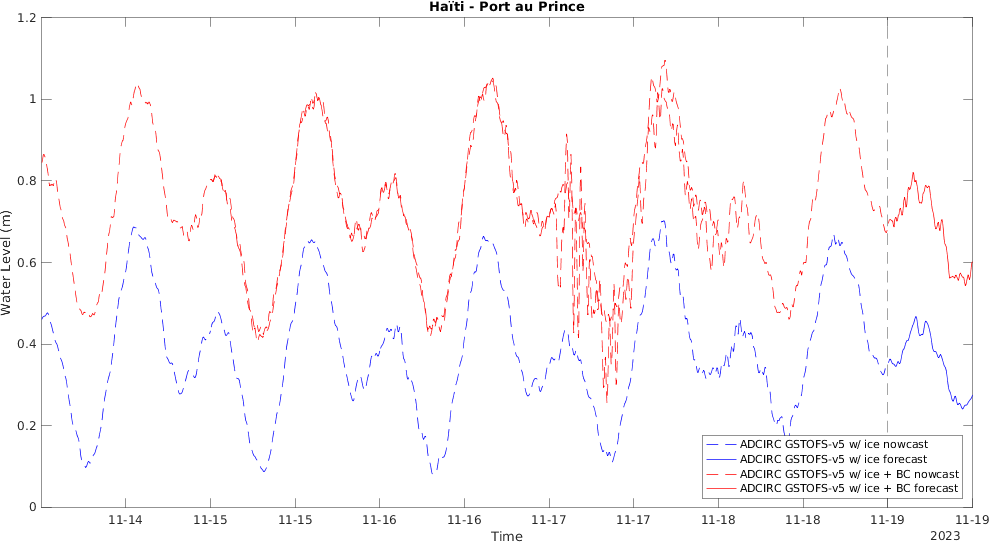 Haïti - Port au Prince
1.2
1
0.8
0.6
0.4
0.2
0
Water Level (m)
11-14
11-15
11-15
11-16
11-16
11-17
11-17
11-18
11-18
11-19
11-19
Time
2023
ADCIRC GSTOFS-v5 w/ ice nowcast
ADCIRC GSTOFS-v5 w/ ice forecast
ADCIRC GSTOFS-v5 w/ ice + BC nowcast
ADCIRC GSTOFS-v5 w/ ice + BC forecast